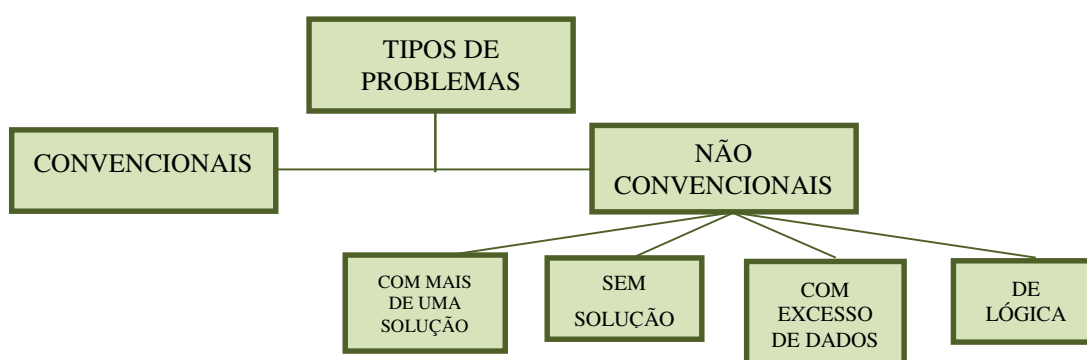 TIPOS DE
PROBLEMAS
CONVENCIONAIS
NÃO
CONVENCIONAIS
COM MAIS
DE UMA
SOLUÇÃO
SEM
SOLUÇÃO
COM
EXCESSO
DE DADOS
DE
LÓGICA